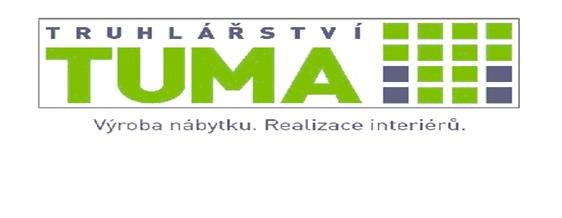 TRUHLÁŘSTVÍ
TUMA
Výroba nábytku. Realizace interiérů.